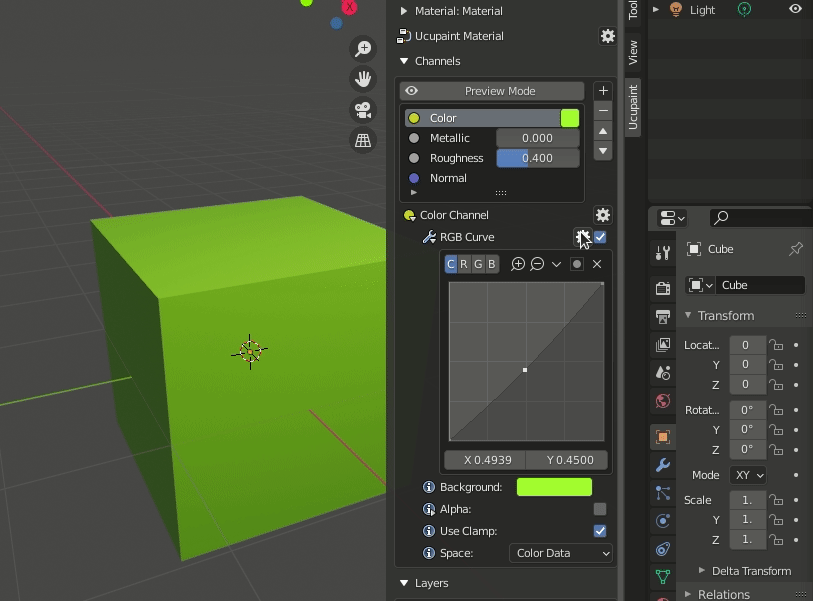 X
Material: Material
Ucupaint Material
Channels
Preview Mode
Color
Metallic 0.000
Roughness 0.400
Normal
Color Channel
RGB Curve
C R G B
X 0.4939 Y 0.4500
Background:
Alpha:
Use Clamp:
Space: Color Data
Layers
Tool
View
Ucupaint
Light
Cube
Cube
Transform
Locat... 0
Y 0
Z 0
Rotat... 0°
Y 0°
Z 0°
Mode XY
Scale 1.
Y 1.
Z 1.
Delta Transform
Relations